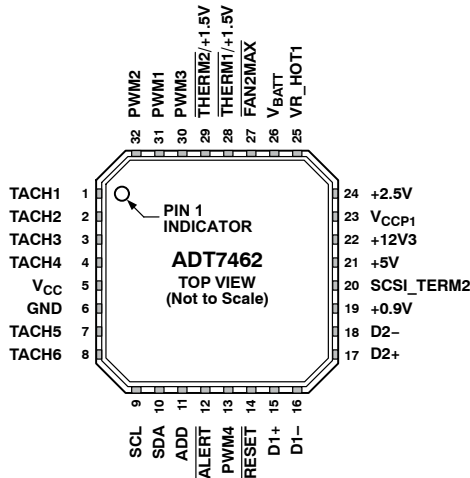 32 PWM2
31 PWM1
30 PWM3
29 THERM2/+1.5V
28 THERM1/+1.5V
27 FAN2MAX
26 VBATT
25 VR_HOT1
TACH1 1
TACH2 2
TACH3 3
TACH4 4
VCC 5
GND 6
TACH5 7
TACH6 8
PIN 1
INDICATOR
ADT7462
TOP VIEW
(Not to Scale)
24 +2.5V
23 VCCP1
22 +12V3
21 +5V
20 SCSI_TERM2
19 +0.9V
18 D2–
17 D2+
9 SCL
10 SDA
11 ADD
12 ALERT
13 PWM4
14 RESET
15 D1+
16 D1–